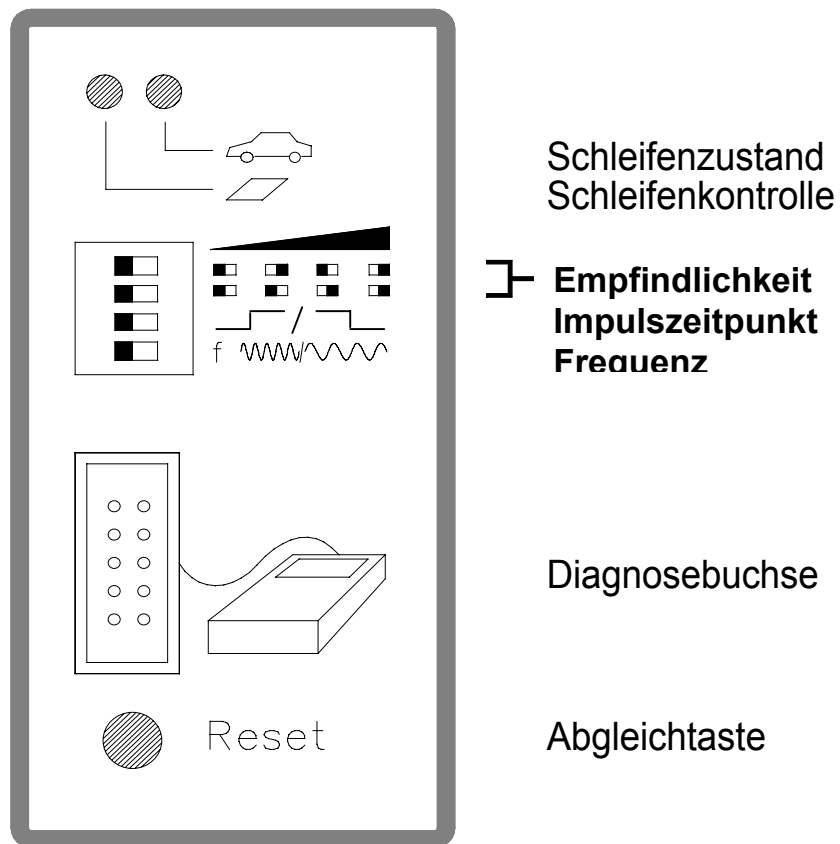 Schleifenzustand
Schleifenkontrolle
Empfindlichkeit
Impulszeitpunkt
f
Frequenz
Diagnosebuchse
Reset
Abgleichtaste